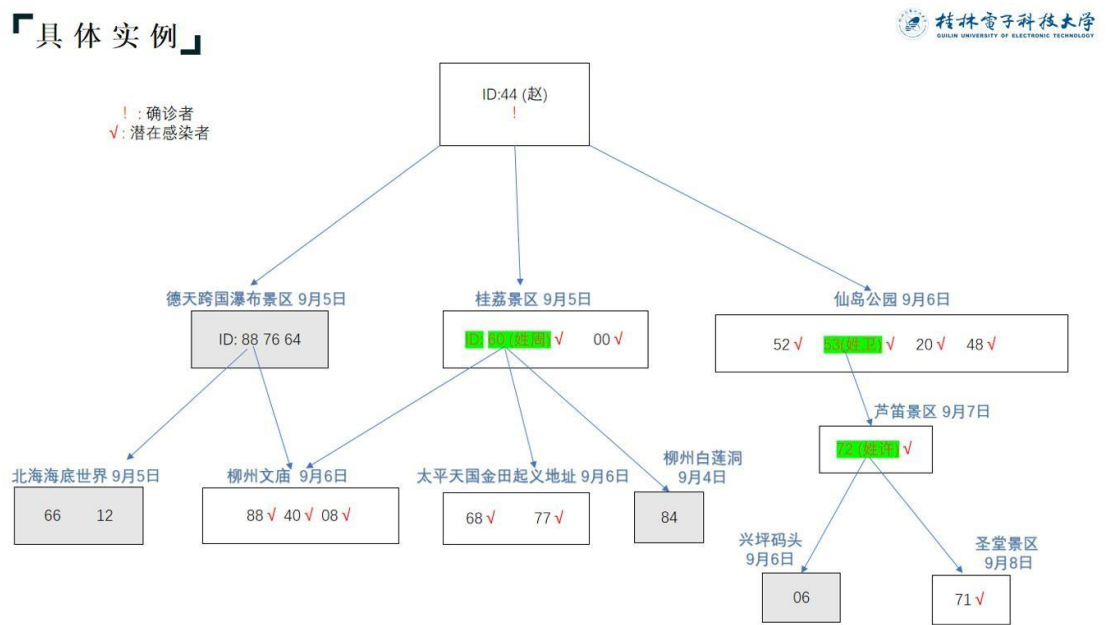 具体实例
桂林電子科技大学
GUILIN UNIVERSITY OF ELECTRONIC TECHNOLOGY
ID:44 (赵)
!
! : 确诊者
√ : 潜在感染者
德天跨国瀑布景区 9月5日
桂荔景区 9月5日
仙岛公园 9月6日
ID: 88 76 64
ID: 60 (姓周) √ 00 √
52 √ 53(姓卫) √ 20 √ 48 √
芦笛景区 9月7日
72 (姓许) √
北海海底世界 9月5日
柳州文庙 9月6日
太平天国金田起义地址 9月6日
柳州白莲洞
9月4日
66 12
88 √ 40 √ 08 √
68 √ 77 √
84
兴坪码头
9月6日
圣堂景区
9月8日
06
71 √